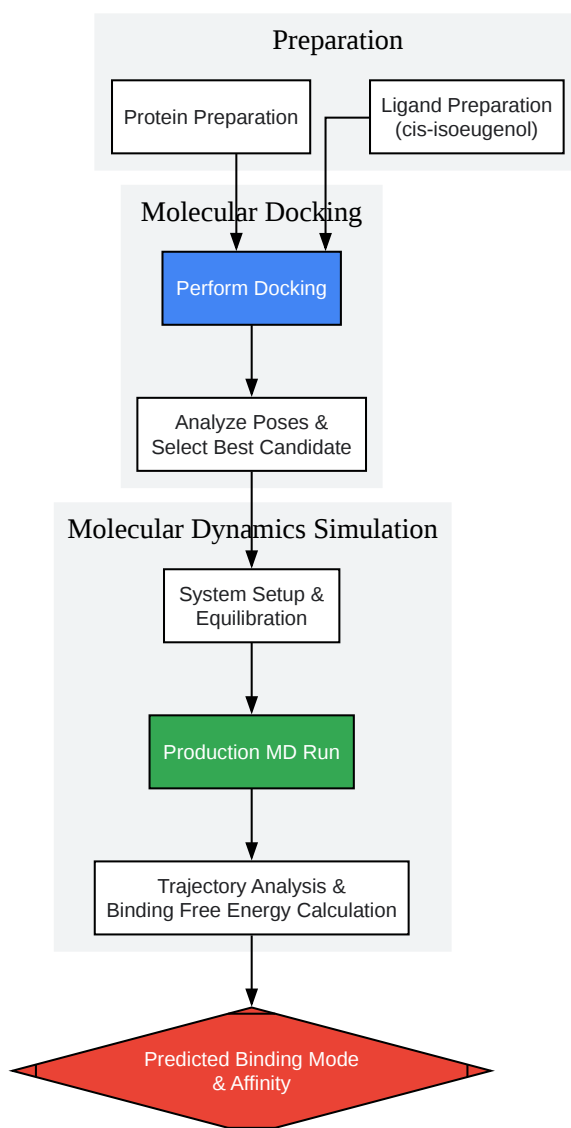 Preparation
Protein Preparation
Ligand Preparation
(cis-isoeugenol)
Molecular Docking
Perform Docking
Analyze Poses &
Select Best Candidate
Molecular Dynamics Simulation
System Setup &
Equilibration
Production MD Run
Trajectory Analysis &
Binding Free Energy Calculation
Predicted Binding Mode
& Affinity